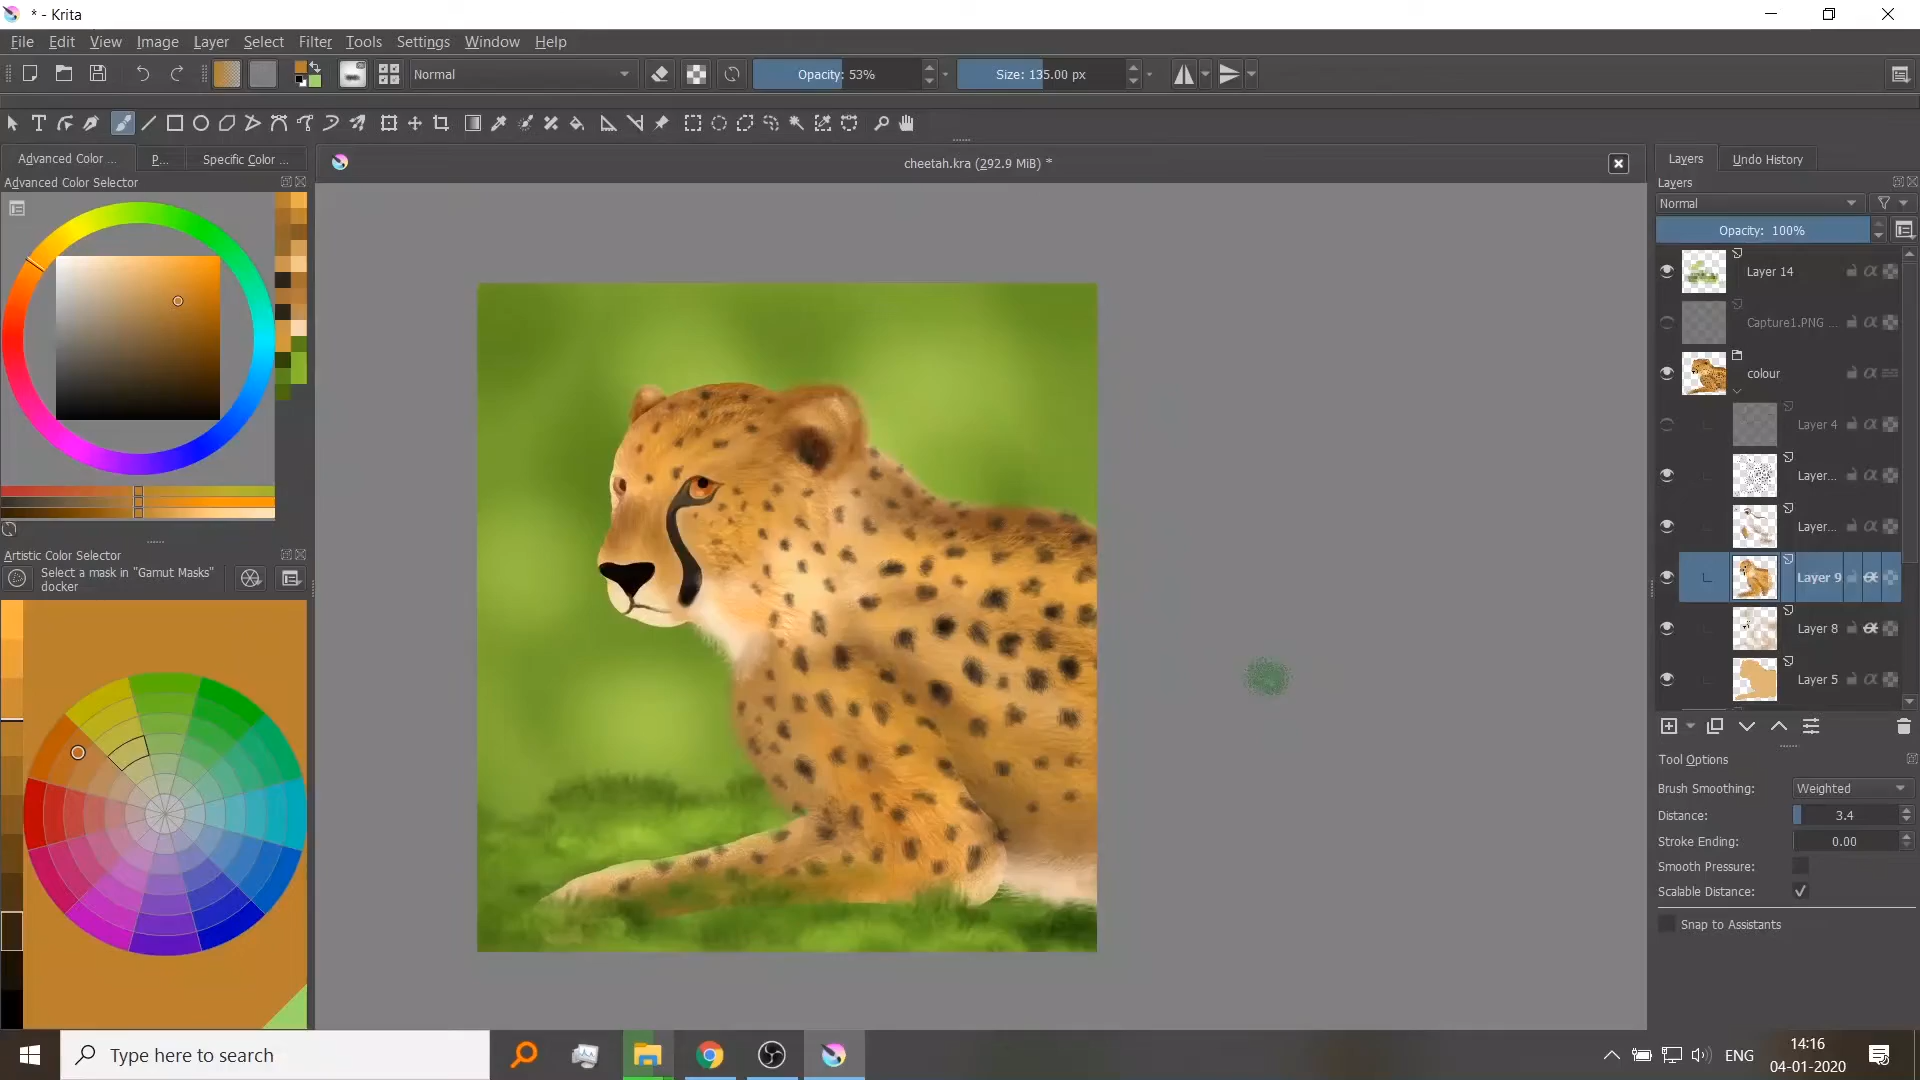 * - Krita
File Edit View Image Layer Select Filter Tools Settings Window Help
Normal
Opacity: 53%
Size: 135.00 px
Advanced Color ...
P...
Specific Color ...
cheetah.kra (292.9 MiB) *
Layers
Undo History
Advanced Color Selector
Layers
Normal
Opacity: 100%
Layer 14
Capture1.PNG ...
colour
Layer 4
Layer...
Layer...
Layer 9
Layer 8
Layer 5
Artistic Color Selector
Select a mask in "Gamut Masks"
docker
Tool Options
Brush Smoothing: Weighted
Distance: 3.4
Stroke Ending: 0.00
Smooth Pressure:
Scalable Distance:
Snap to Assistants
Type here to search
ENG
14:16
04-01-2020